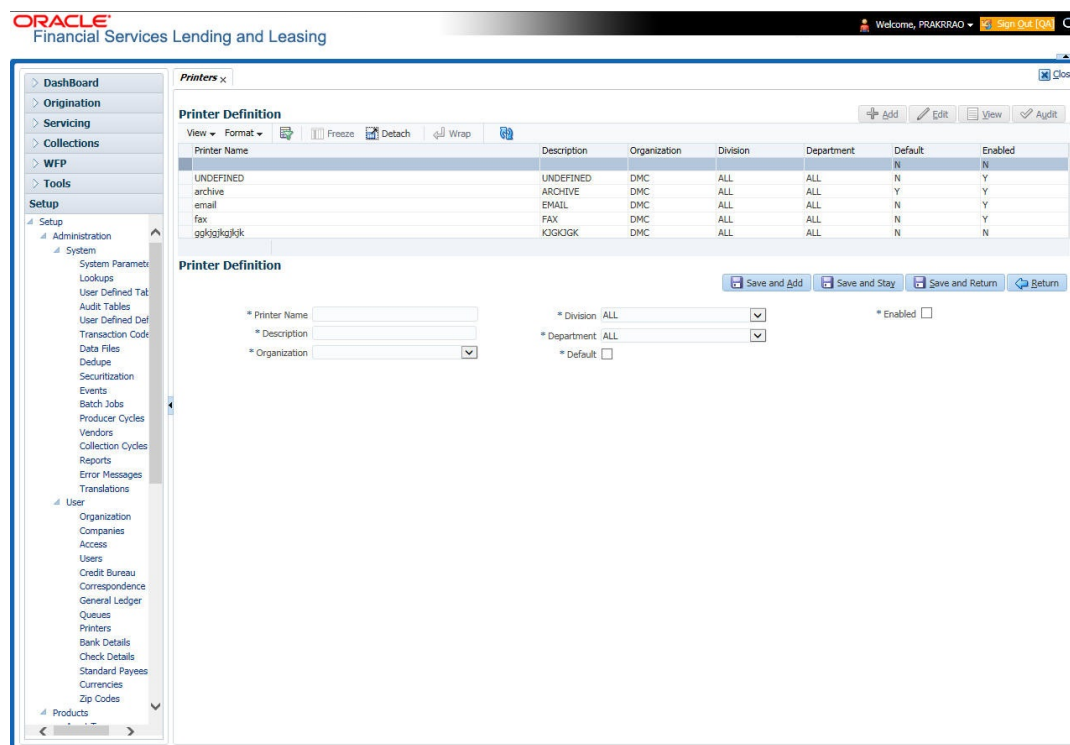 ORACLE
Financial Services Lending and Leasing
Welcome, PRAKRRAO
Sign Out [QA]
DashBoard
Origination
Servicing
Collections
WFP
Tools
Setup
Setup
Administration
System
System Paramete
Lookups
User Defined Tab
Audit Tables
User Defined Def
Transaction Code
Data Files
Dedupe
Securitization
Events
Batch Jobs
Producer Cycles
Vendors
Collection Cycles
Reports
Error Messages
Translations
User
Organization
Companies
Access
Users
Credit Bureau
Correspondence
General Ledger
Queues
Printers
Bank Details
Check Details
Standard Payees
Currencies
Zip Codes
Products
Printers
Clos
Printer Definition
Add Edit View Audit
View Format Freeze Detach Wrap
Printer Name Description Organization Division Department Default Enabled
N N
UNDEFINED UNDEFINED DMC ALL ALL N Y
archive ARCHIVE DMC ALL ALL Y Y
email EMAIL DMC ALL ALL N Y
fax FAX DMC ALL ALL N Y
ggkjgjkgjkjk KJGKJGK DMC ALL ALL N N
Printer Definition
Save and Add Save and Stay Save and Return Return
* Printer Name * Division ALL * Enabled
* Description * Department ALL
* Organization * Default